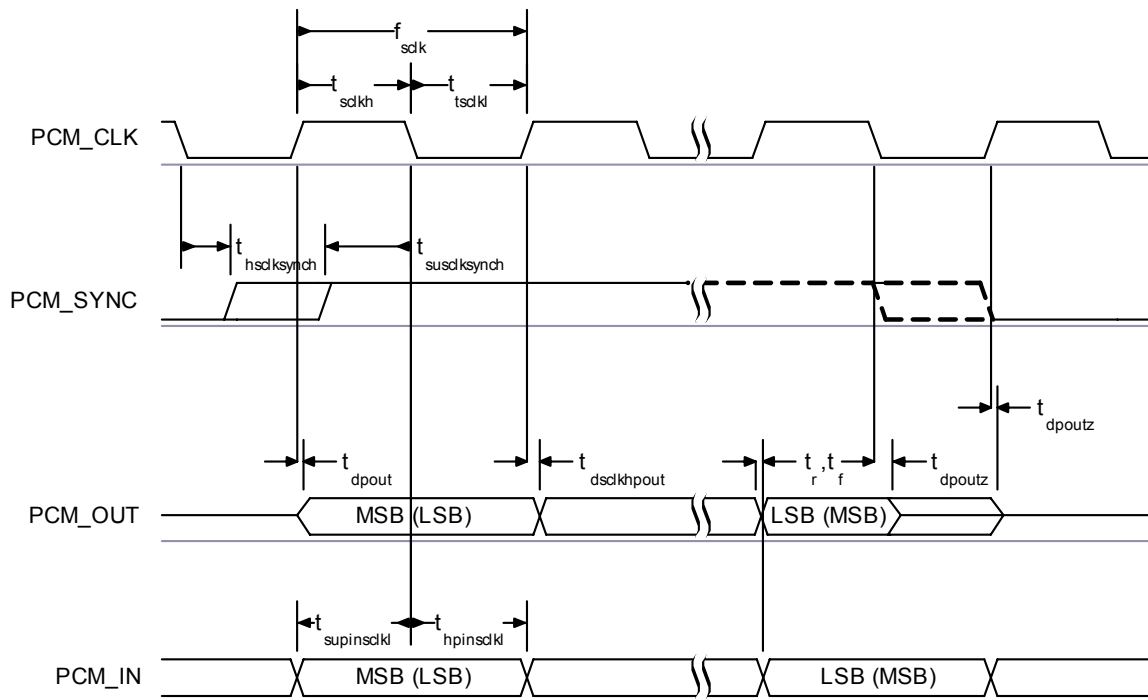 f sclk
t sclkh
t tsclkl
PCM_CLK
t hsclksynch
t susclksynch
PCM_SYNC
t dpoutz
t dpout
t dsclkhpout
t r ,t f
t dpoutz
PCM_OUT
MSB (LSB)
LSB (MSB)
t supinsclkl
t hpinsclkl
PCM_IN
MSB (LSB)
LSB (MSB)